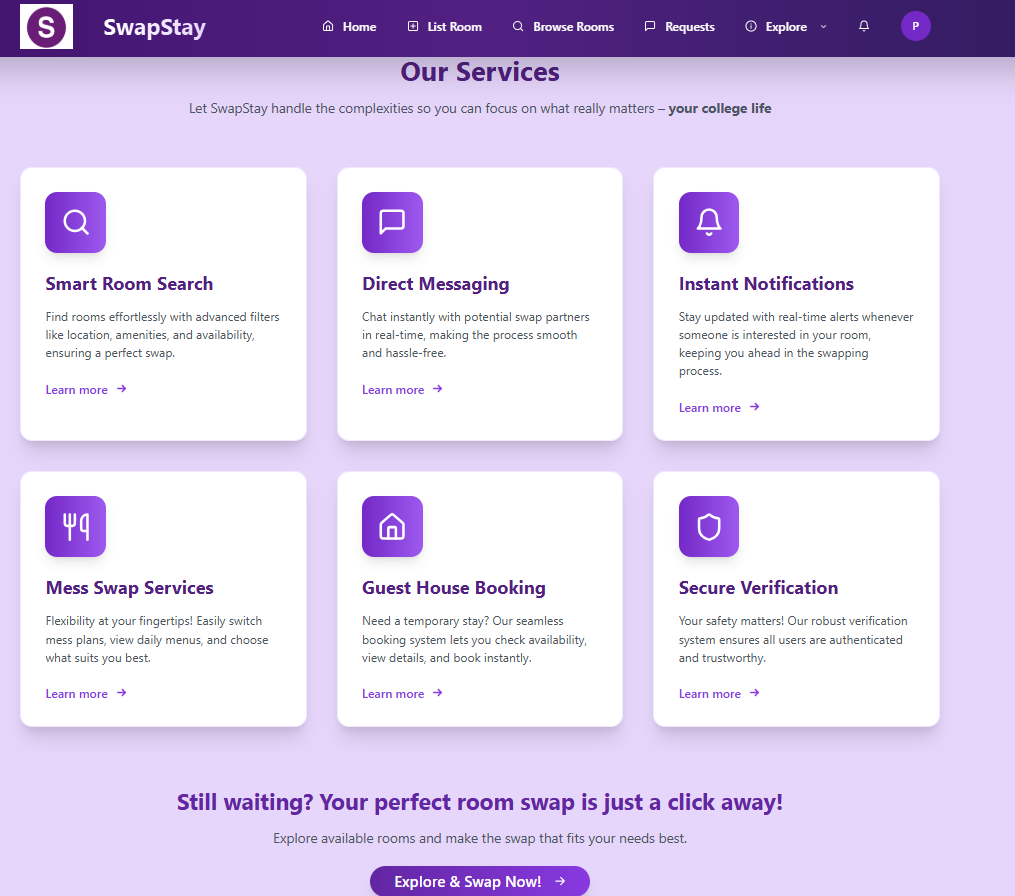 S SwapStay Home List Room Browse Rooms Requests Explore P
Our Services
Let SwapStay handle the complexities so you can focus on what really matters – your college life
Smart Room Search
Find rooms effortlessly with advanced filters
like location, amenities, and availability,
ensuring a perfect swap.
Learn more →
Direct Messaging
Chat instantly with potential swap partners
in real-time, making the process smooth
and hassle-free.
Learn more →
Instant Notifications
Stay updated with real-time alerts whenever
someone is interested in your room,
keeping you ahead in the swapping
process.
Learn more →
Mess Swap Services
Flexibility at your fingertips! Easily switch
mess plans, view daily menus, and choose
what suits you best.
Learn more →
Guest House Booking
Need a temporary stay? Our seamless
booking system lets you check availability,
view details, and book instantly.
Learn more →
Secure Verification
Your safety matters! Our robust verification
system ensures all users are authenticated
and trustworthy.
Learn more →
Still waiting? Your perfect room swap is just a click away!
Explore available rooms and make the swap that fits your needs best.
Explore & Swap Now! →